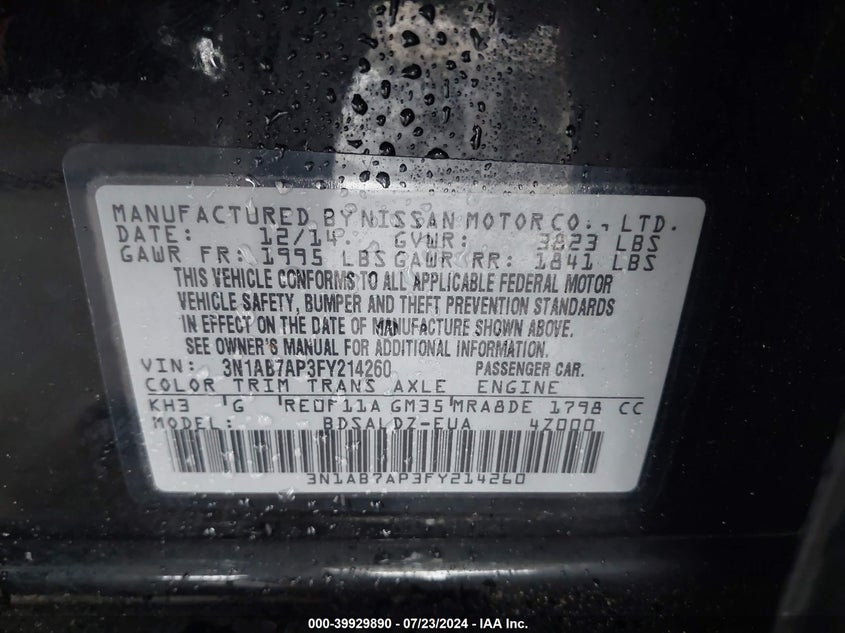 MANUFACTURED BY NISSAN MOTOR CO., LTD.
DATE: 12/14 GVWR: 3823 LBS
GAWR FR: 1995 LBS GAWR RR: 1841 LBS
THIS VEHICLE CONFORMS TO ALL APPLICABLE FEDERAL MOTOR
VEHICLE SAFETY, BUMPER AND THEFT PREVENTION STANDARDS
IN EFFECT ON THE DATE OF MANUFACTURE SHOWN ABOVE.
SEE OWNER'S MANUAL FOR ADDITIONAL INFORMATION.
VIN: 3N1AB7AP3FY214260 PASSENGER CAR.
COLOR TRIM TRANS AXLE ENGINE
KH3 G RE0F11A GM35 MRA8DE 1798 CC
MODEL: BDSALDZ-EUA 4Z000
3N1AB7AP3FY214260
000-39929890 / 07/23/2024 - IAA Inc.